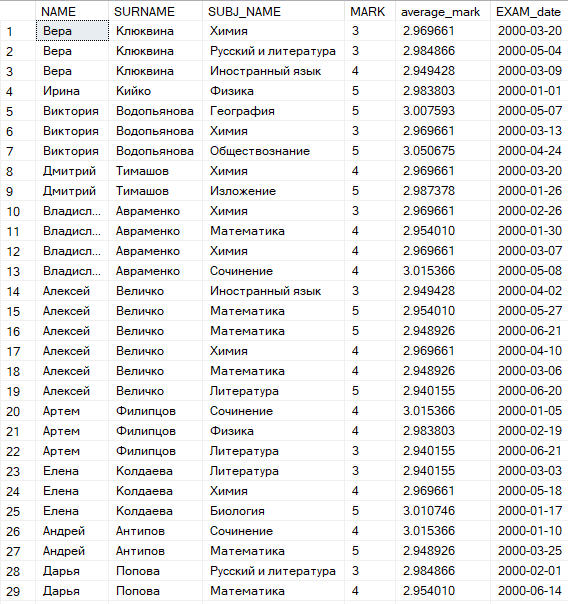 NAME SURNAME SUBJ_NAME MARK average_mark EXAM_date
1 Вера Клюквина Химия 3 2.969661 2000-03-20
2 Вера Клюквина Русский и литература 3 2.984866 2000-05-04
3 Вера Клюквина Иностранный язык 4 2.949428 2000-03-09
4 Ирина Кийко Физика 5 2.983803 2000-01-01
5 Виктория Водопьянова География 5 3.007593 2000-05-07
6 Виктория Водопьянова Химия 3 2.969661 2000-03-13
7 Виктория Водопьянова Обществознание 5 3.050675 2000-04-24
8 Дмитрий Тимашов Химия 4 2.969661 2000-03-20
9 Дмитрий Тимашов Изложение 5 2.987378 2000-01-26
10 Владисл... Авраменко Химия 3 2.969661 2000-02-26
11 Владисл... Авраменко Математика 4 2.954010 2000-01-30
12 Владисл... Авраменко Химия 4 2.969661 2000-03-07
13 Владисл... Авраменко Сочинение 4 3.015366 2000-05-08
14 Алексей Величко Иностранный язык 3 2.949428 2000-04-02
15 Алексей Величко Математика 5 2.954010 2000-05-27
16 Алексей Величко Математика 5 2.948926 2000-06-21
17 Алексей Величко Химия 4 2.969661 2000-04-10
18 Алексей Величко Математика 4 2.948926 2000-03-06
19 Алексей Величко Литература 5 2.940155 2000-06-20
20 Артем Филипцов Сочинение 4 3.015366 2000-01-05
21 Артем Филипцов Физика 4 2.983803 2000-02-19
22 Артем Филипцов Литература 3 2.940155 2000-06-21
23 Елена Колдаева Литература 3 2.940155 2000-03-03
24 Елена Колдаева Химия 4 2.969661 2000-05-18
25 Елена Колдаева Биология 5 3.010746 2000-01-17
26 Андрей Антипов Сочинение 4 3.015366 2000-01-10
27 Андрей Антипов Математика 5 2.948926 2000-03-25
28 Дарья Попова Русский и литература 3 2.984866 2000-02-01
29 Дарья Попова Математика 4 2.954010 2000-06-14